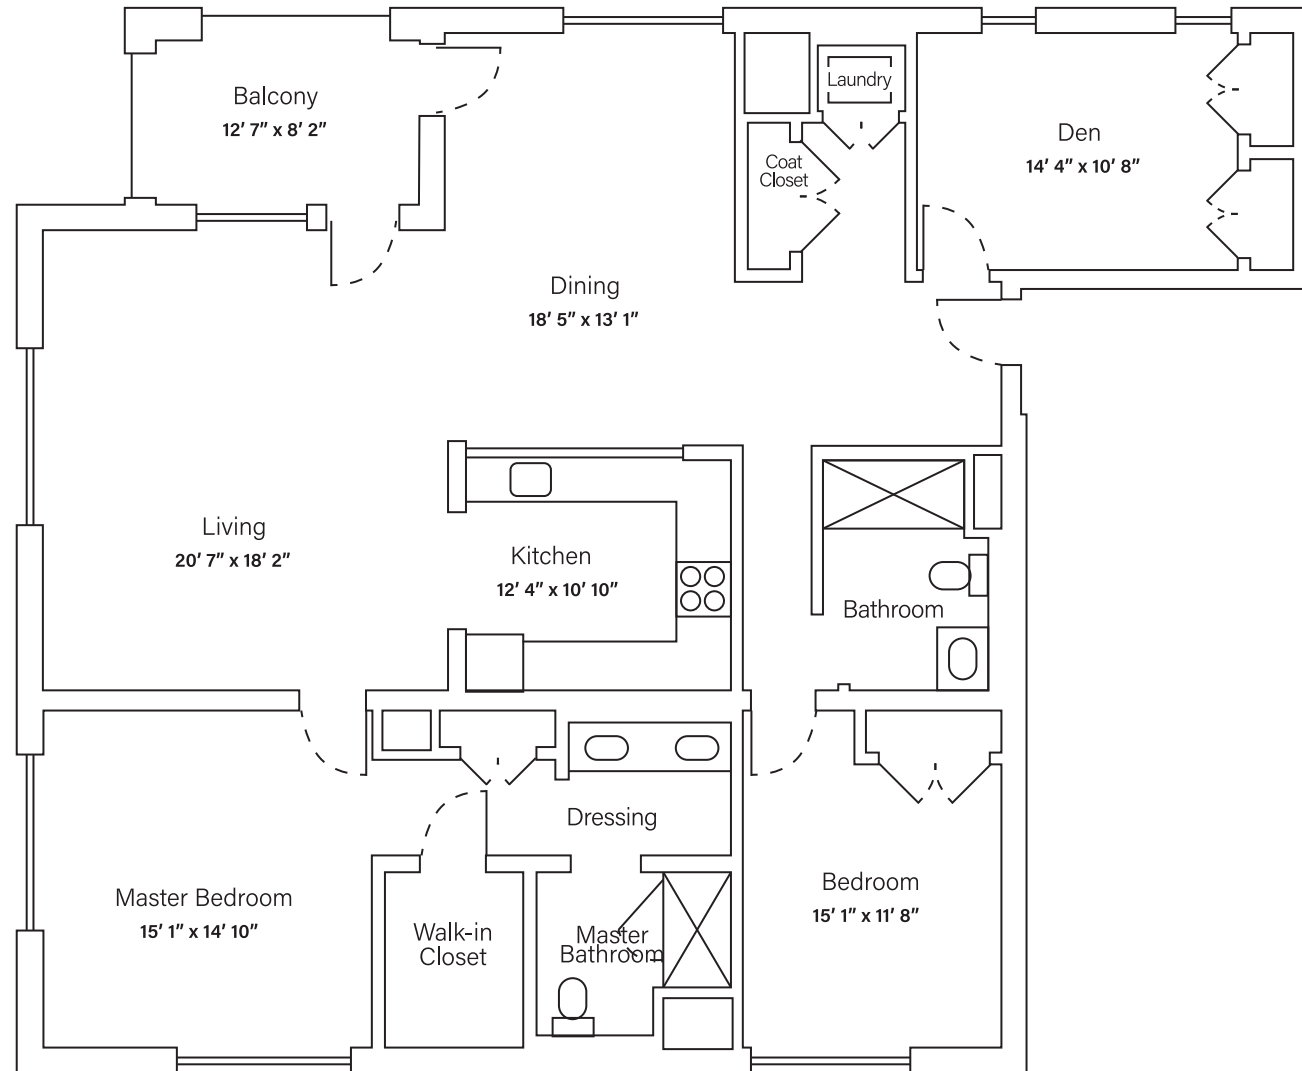 Balcony
12′ 7″ x 8′ 2″
Laundry
Den
14′ 4″ x 10′ 8″
Coat
Closet
Dining
18′ 5″ x 13′ 1″
Living
20′ 7″ x 18′ 2″
Kitchen
12′ 4″ x 10′ 10″
Bathroom
Dressing
Master Bedroom
15′ 1″ x 14′ 10″
Walk-in
Closet
Master
Bathroom
Bedroom
15′ 1″ x 11′ 8″